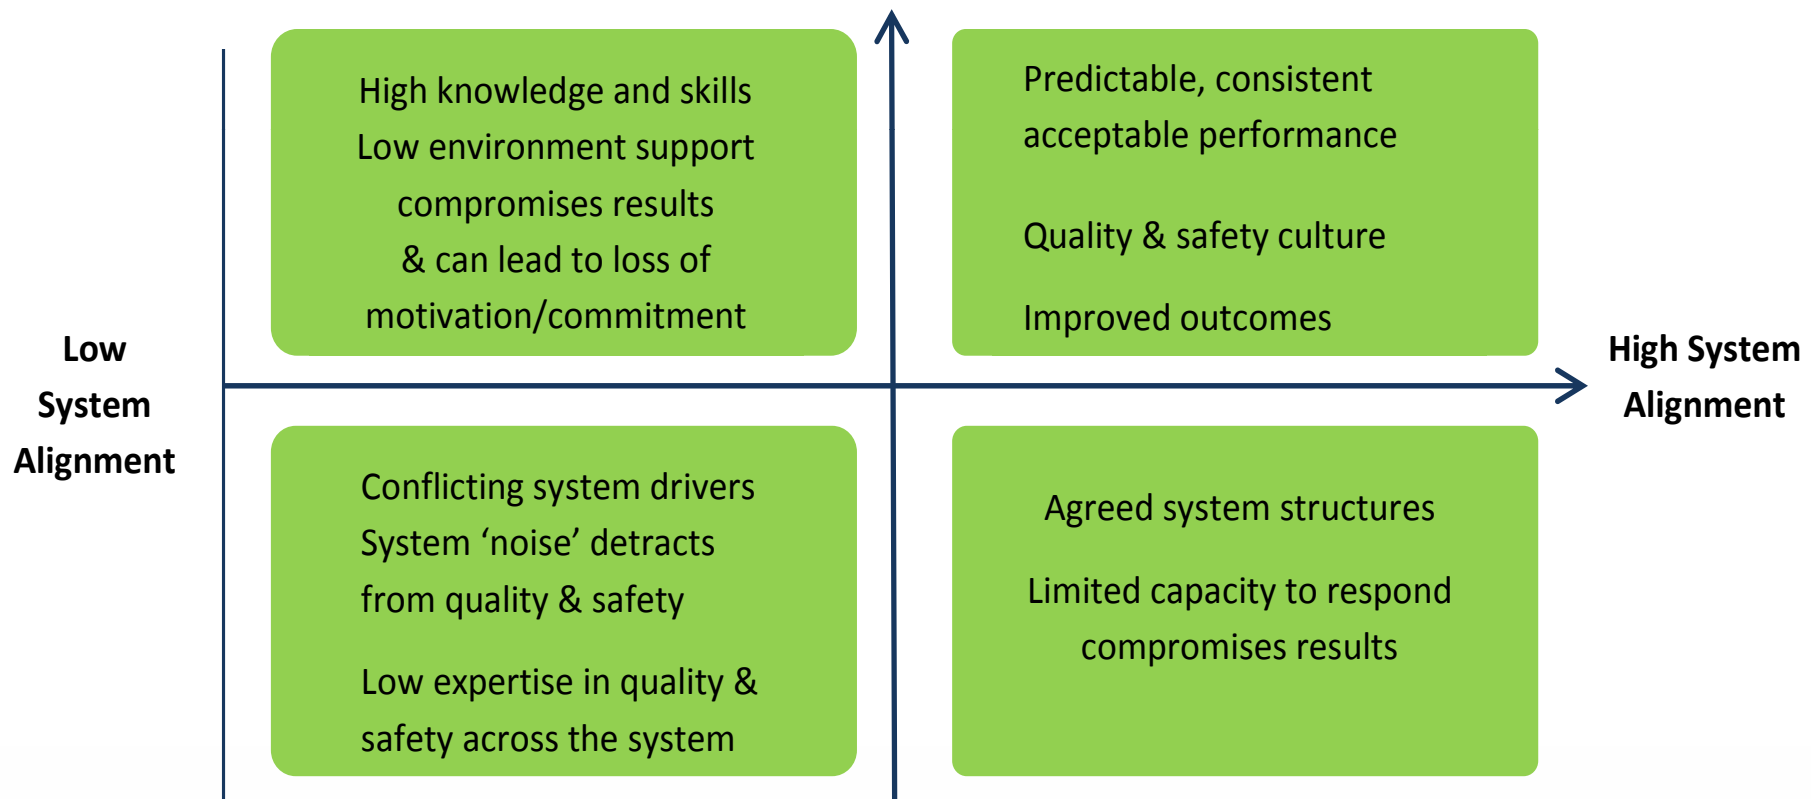 High knowledge and skills
Low environment support
compromises results
& can lead to loss of
motivation/commitment
Predictable, consistent
acceptable performance
Quality & safety culture
Improved outcomes
Low
System
Alignment
High System
Alignment
Conflicting system drivers
System ‘noise’ detracts
from quality & safety
Low expertise in quality &
safety across the system
Agreed system structures
Limited capacity to respond
compromises results